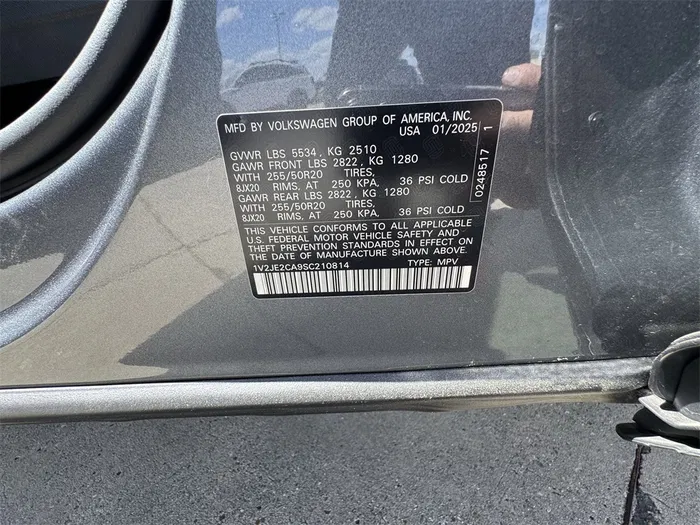 MFD BY VOLKSWAGEN GROUP OF AMERICA, INC.
USA 01/2025
GVWR LBS 5534 , KG 2510
GAWR FRONT LBS 2822 , KG 1280
WITH 255/50R20 TIRES,
8JX20 RIMS, AT 250 KPA, 36 PSI COLD
GAWR REAR LBS 2822 , KG 1280
WITH 255/50R20 TIRES,
8JX20 RIMS, AT 250 KPA, 36 PSI COLD
THIS VEHICLE CONFORMS TO ALL APPLICABLE
U.S. FEDERAL MOTOR VEHICLE SAFETY AND
THEFT PREVENTION STANDARDS IN EFFECT ON
THE DATE OF MANUFACTURE SHOWN ABOVE
1V2JE2CA9SC210814 TYPE: MPV
0248517 1